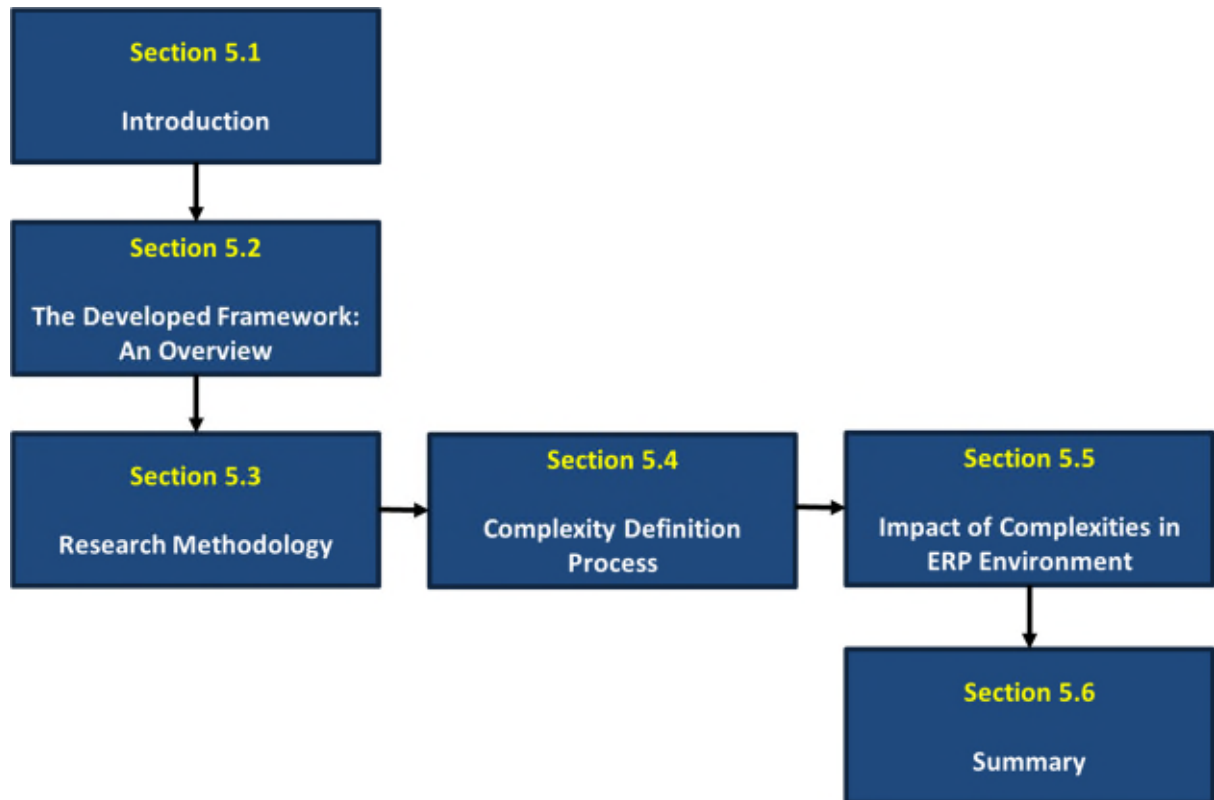 Section 5.1
Introduction
Section 5.2
The Developed Framework:
An Overview
Section 5.3
Research Methodology
Section 5.4
Complexity Definition
Process
Section 5.5
Impact of Complexities in
ERP Environment
Section 5.6
Summary